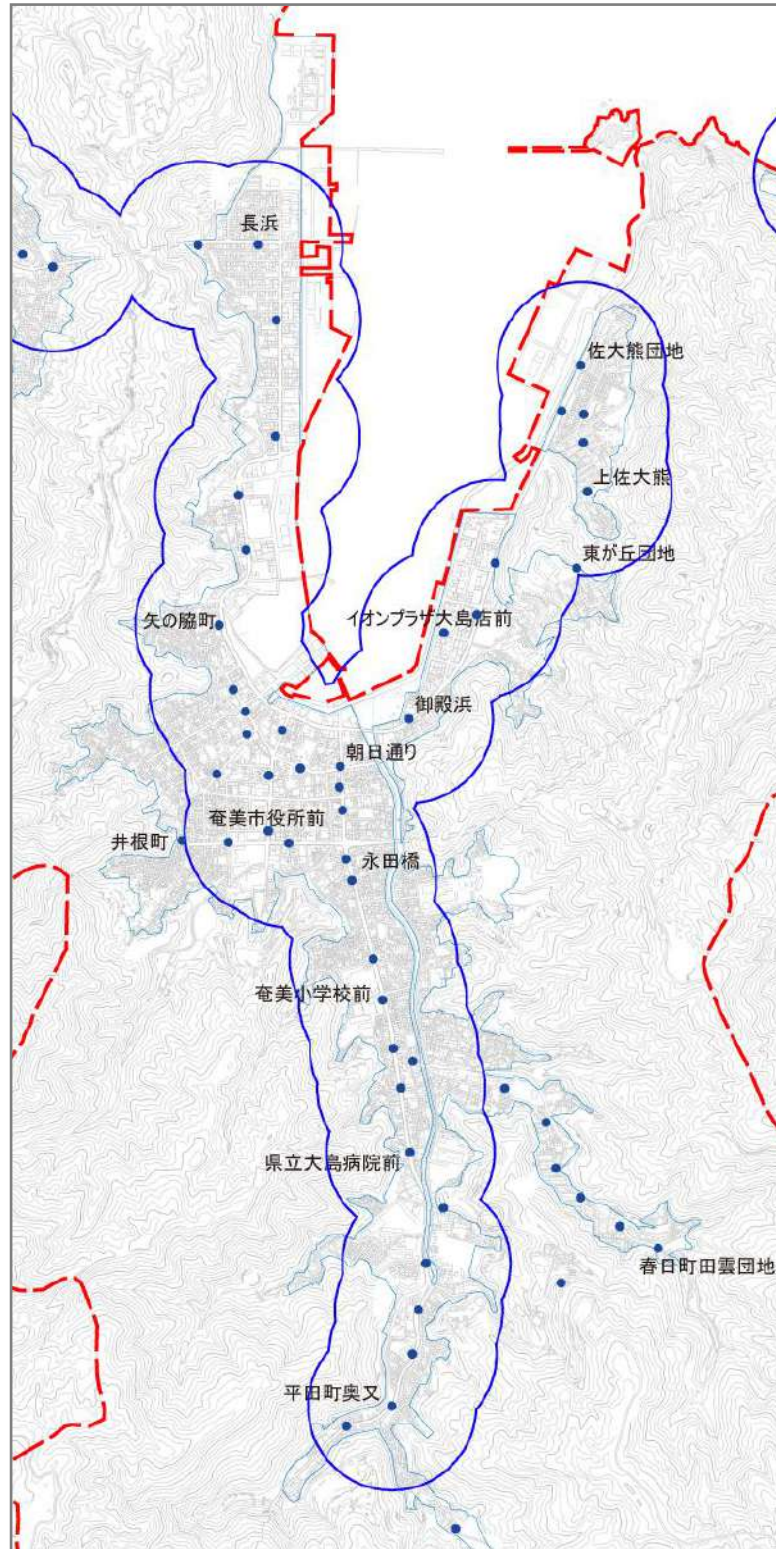 長浜
佐大熊団地
上佐大熊
東が丘団地
イオンプラザ大島店前
矢の脇町
御殿浜
朝日通り
奄美市役所前
井根町
永田橋
奄美小学校前
県立大島病院前
春日町田雲団地
平田町奥又